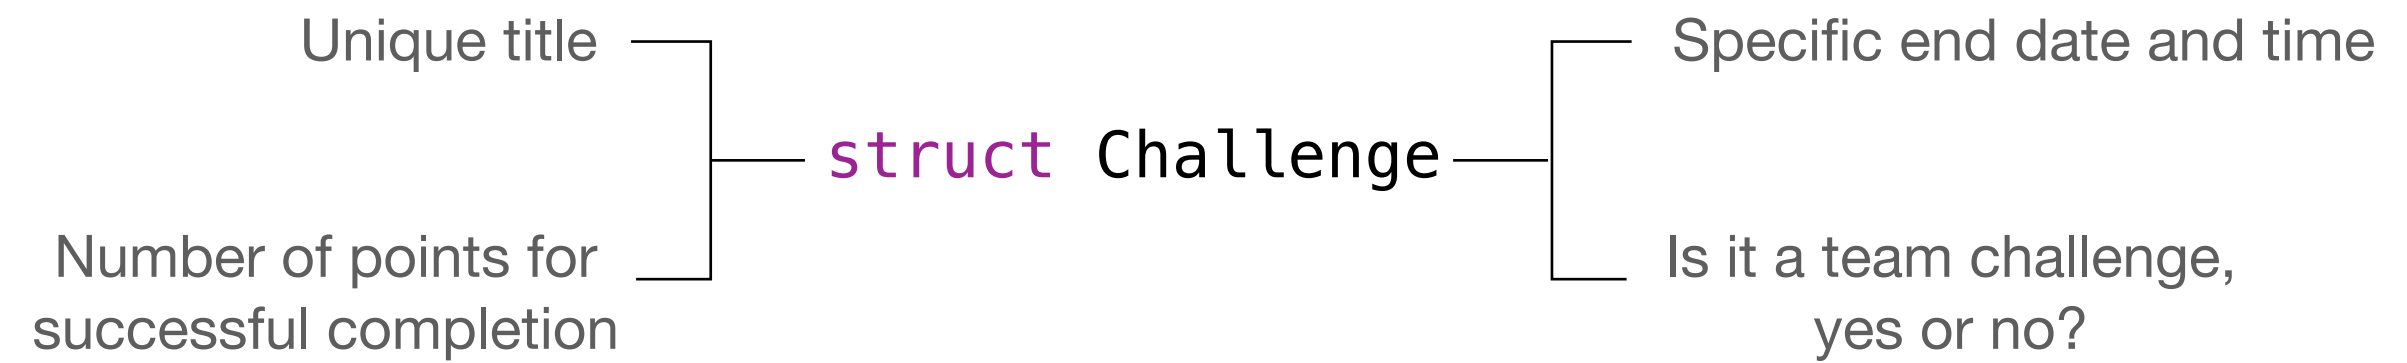 Unique title
Specific end date and time
struct Challenge
Number of points for
successful completion
Is it a team challenge,
yes or no?